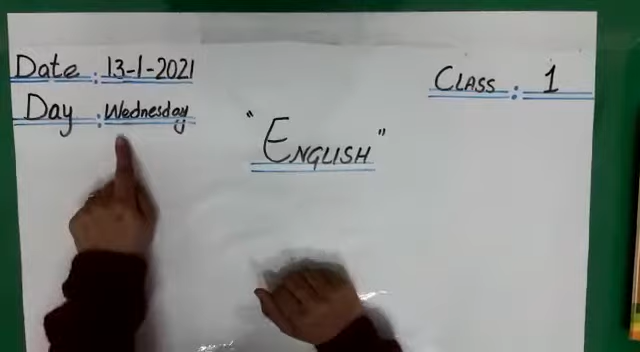 Date : 13-1-2021
Day : Wednesday
CLASS : 1
"ENGLISH"